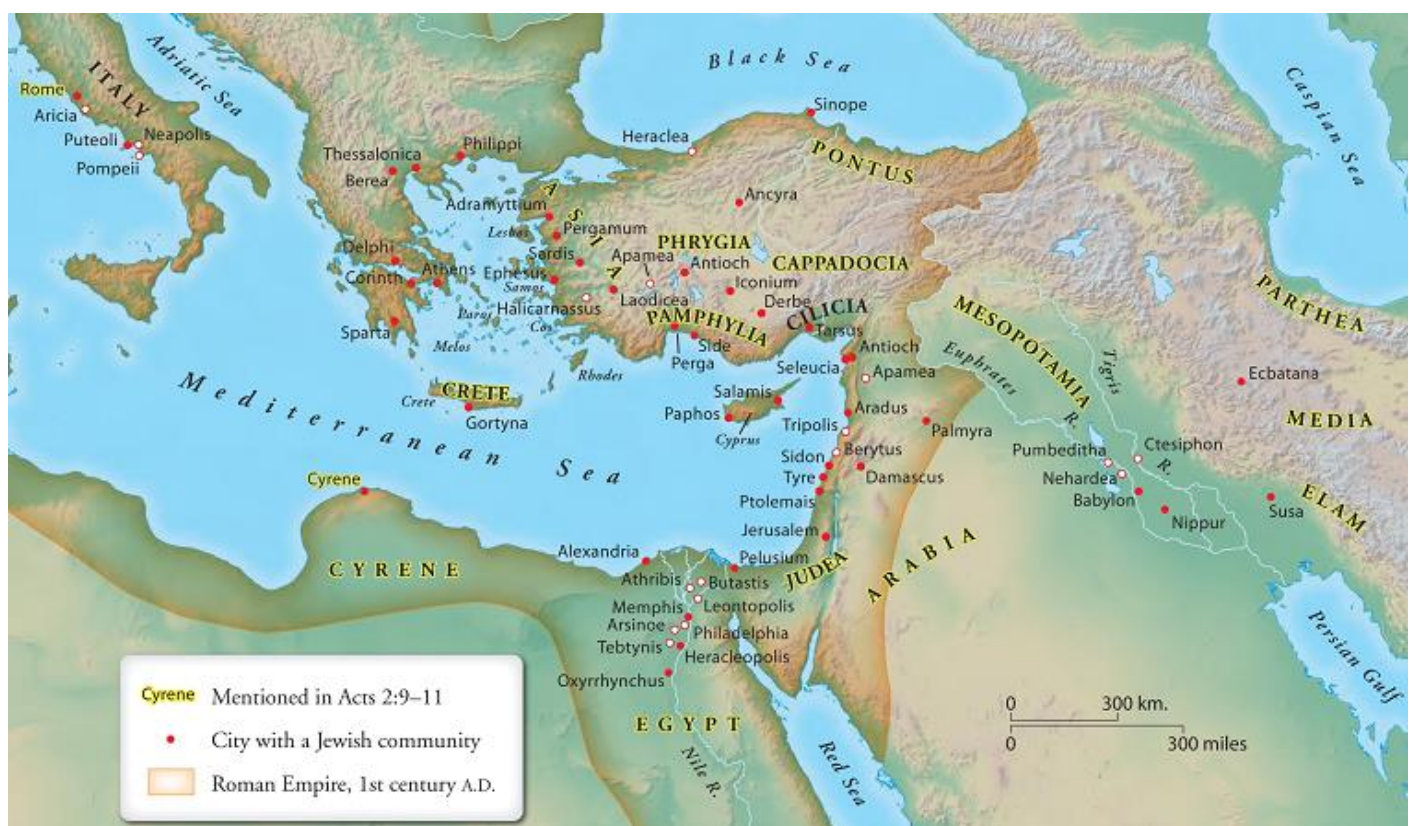 Black Sea
Caspian Sea
Adriatic Sea
ITALY
Rome
Aricia
Puteoli
Neapolis
Pompeii
Sinope
Heraclea
PONTUS
Philippi
Thessalonica
Berea
ASIA
Adramyttium
Ancyra
Lesbos
Pergamum
PHRYGIA
Sardis
Delphi
Apamea
Antioch
CAPPADOCIA
Corinth
Athens
Ephesus
Samos
Iconium
PARTHEA
Halicarnassus
Laodicea
Derbe
CILICIA
MESOPOTAMIA
Paros
Cos
PAMPHYLIA
Tarsus
Sparta
Melos
Side
Perga
Antioch
Seleucia
Euphrates R.
Tigris R.
Rhodes
Apamea
Ecbatana
Mediterranean Sea
CRETE
Crete
Gortyna
Salamis
Paphos
Cyprus
Aradus
Tripolis
Palmyra
MEDIA
Berytus
Sidon
Pumbeditha
Ctesiphon
Tyre
Damascus
Nehardea
Cyrene
Ptolemais
Babylon
Nippur
Susa
ELAM
Jerusalem
Alexandria
Pelusium
JUDEA
ARABIA
CYRENE
Athribis
Butastis
Leontopolis
Memphis
Arsinoe
Philadelphia
Tebtynis
Heracleopolis
Oxyrrhynchus
Persian Gulf
EGYPT
Nile R.
Red Sea
Cyrene Mentioned in Acts 2:9–11
City with a Jewish community
Roman Empire, 1st century A.D.
0 300 km.
0 300 miles